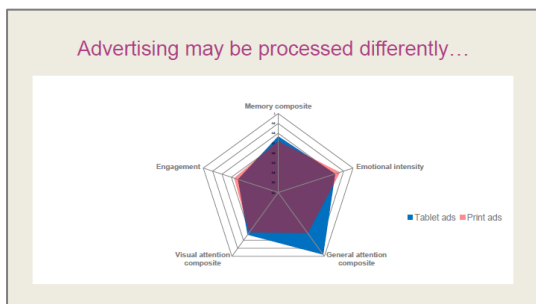 Advertising may be processed differently…
Memory composite
Engagement
Emotional intensity
Tablet ads
Print ads
Visual attention
composite
General attention
composite